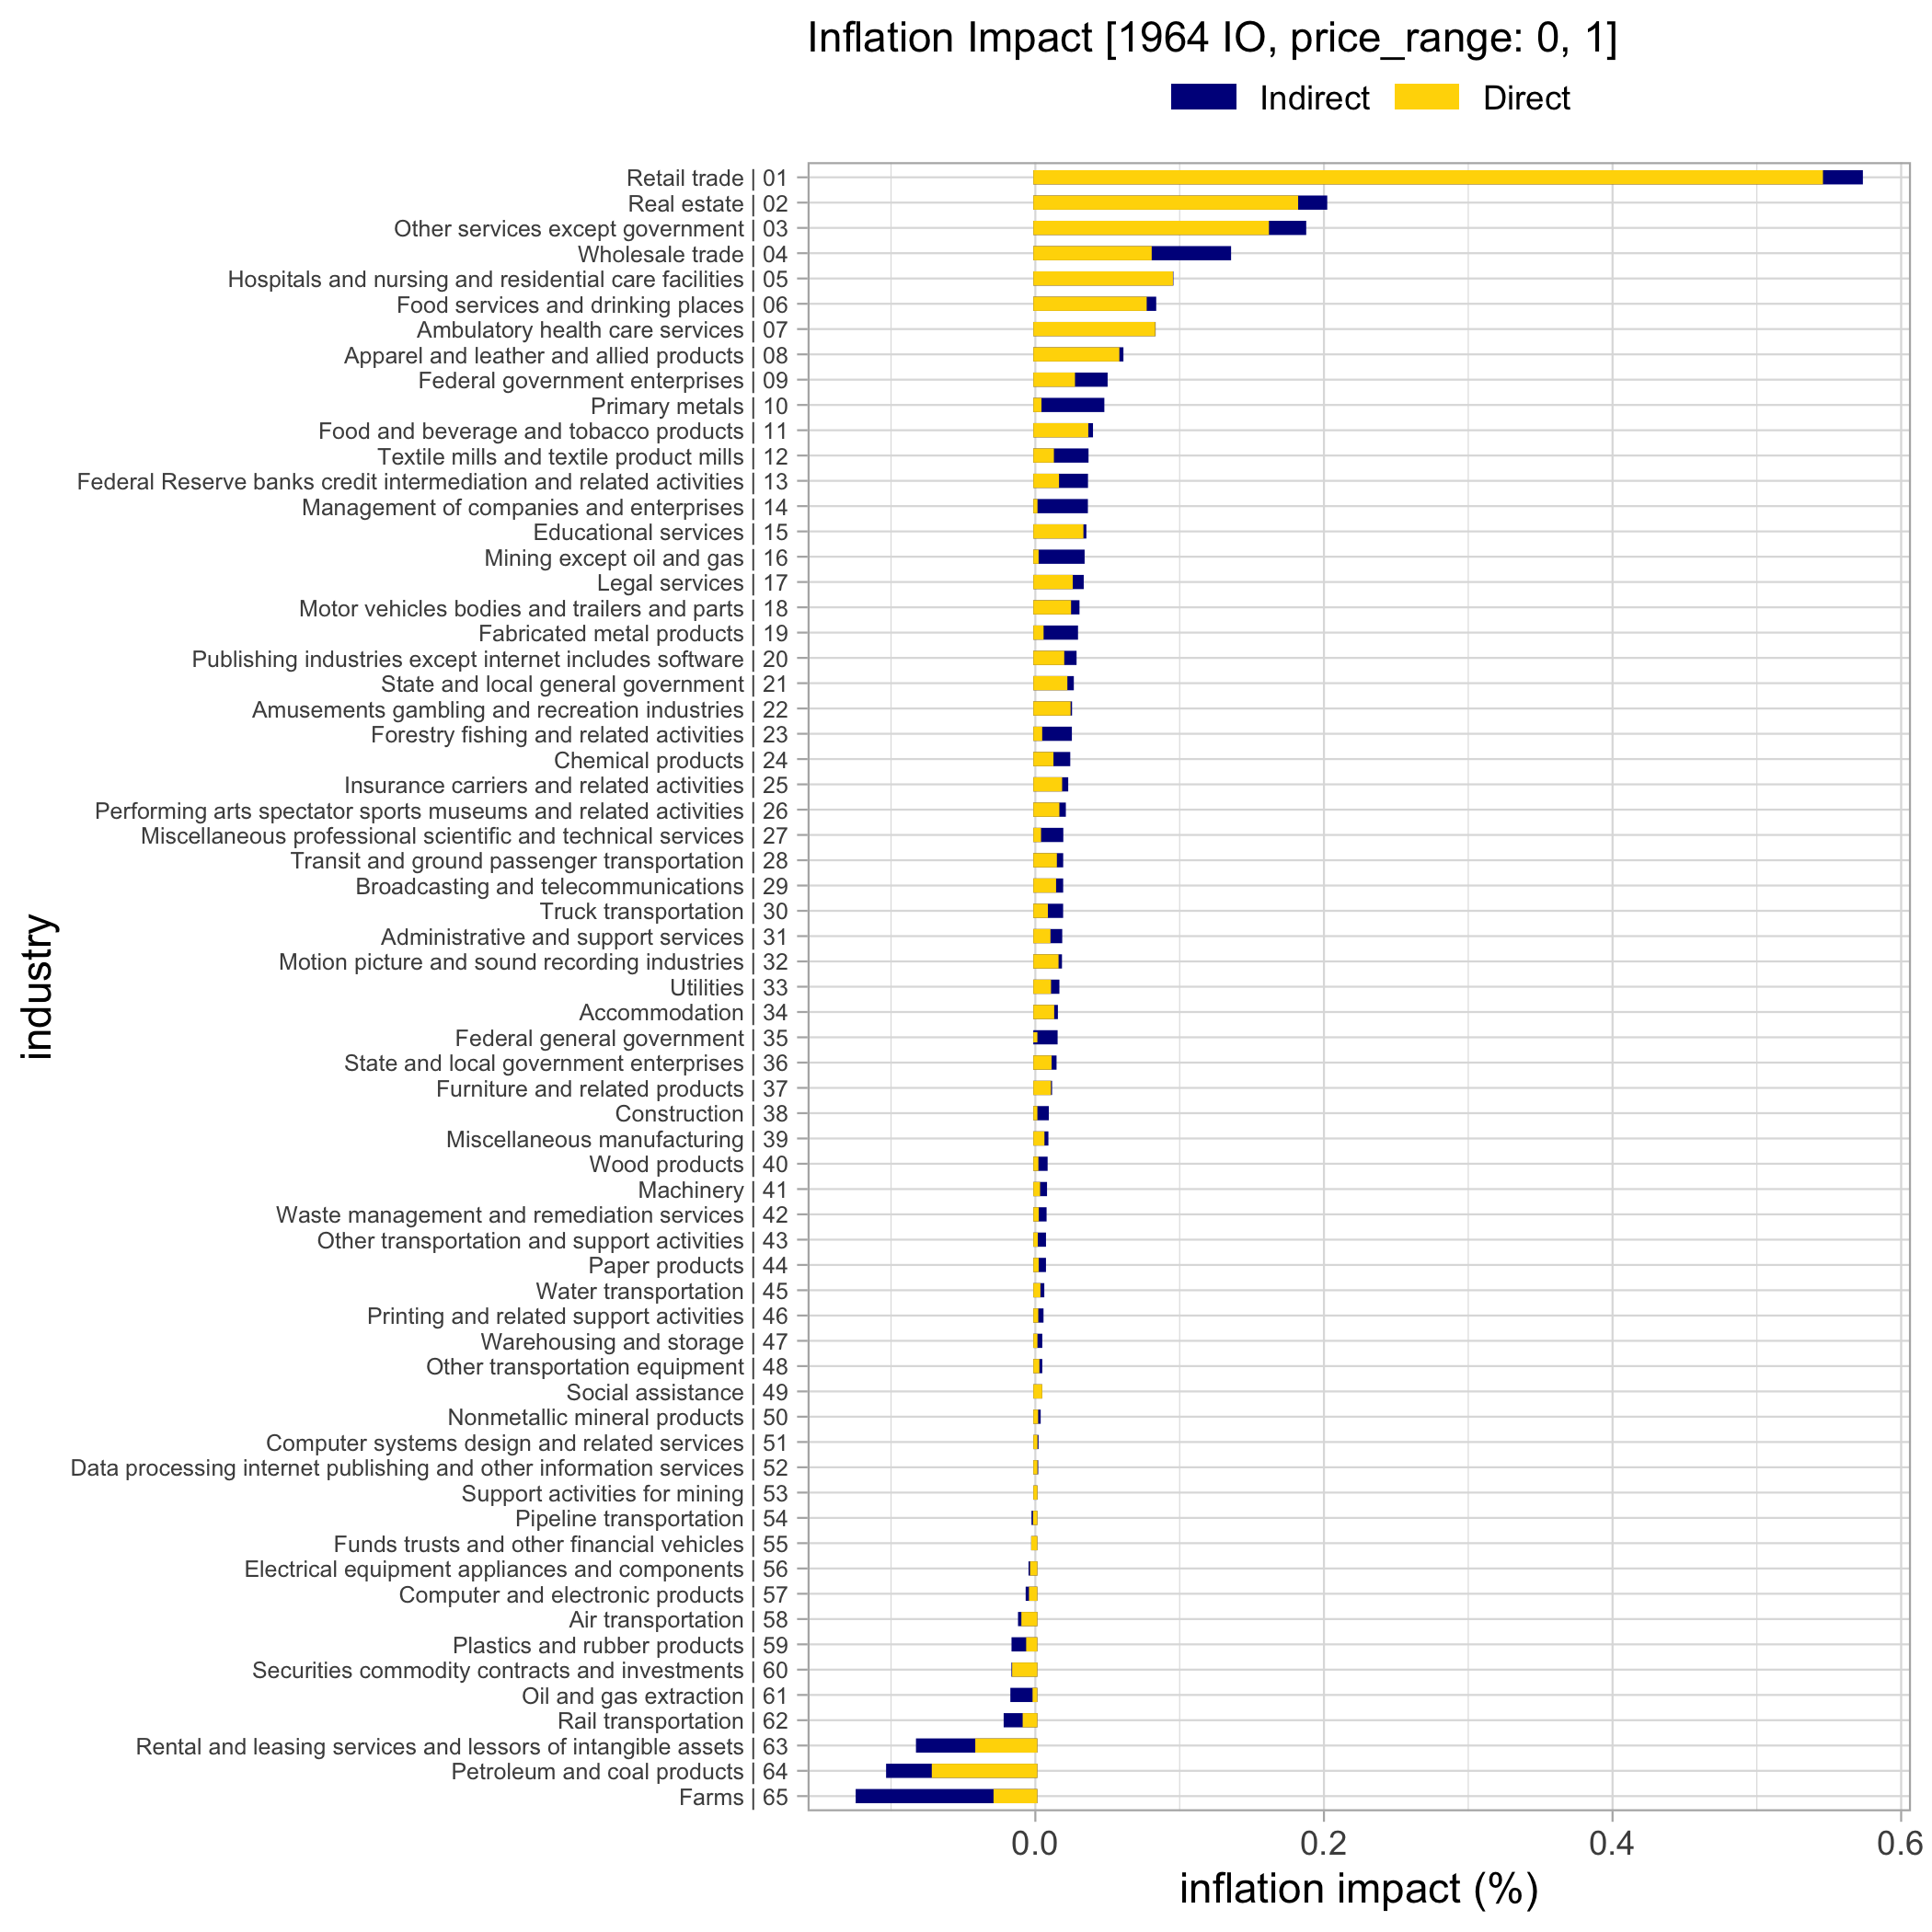 Inflation Impact [1964 IO, price_range: 0, 1]
Indirect
Direct
Retail trade | 01
Real estate | 02
Other services except government | 03
Wholesale trade | 04
Hospitals and nursing and residential care facilities | 05
Food services and drinking places | 06
Ambulatory health care services | 07
Apparel and leather and allied products | 08
Federal government enterprises | 09
Primary metals | 10
Food and beverage and tobacco products | 11
Textile mills and textile product mills | 12
Federal Reserve banks credit intermediation and related activities | 13
Management of companies and enterprises | 14
Educational services | 15
Mining except oil and gas | 16
Legal services | 17
Motor vehicles bodies and trailers and parts | 18
Fabricated metal products | 19
Publishing industries except internet includes software | 20
State and local general government | 21
Amusements gambling and recreation industries | 22
Forestry fishing and related activities | 23
Chemical products | 24
Insurance carriers and related activities | 25
Performing arts spectator sports museums and related activities | 26
Miscellaneous professional scientific and technical services | 27
Transit and ground passenger transportation | 28
Broadcasting and telecommunications | 29
Truck transportation | 30
Administrative and support services | 31
Motion picture and sound recording industries | 32
Utilities | 33
Accommodation | 34
Federal general government | 35
State and local government enterprises | 36
Furniture and related products | 37
Construction | 38
Miscellaneous manufacturing | 39
Wood products | 40
Machinery | 41
Waste management and remediation services | 42
Other transportation and support activities | 43
Paper products | 44
Water transportation | 45
Printing and related support activities | 46
Warehousing and storage | 47
Other transportation equipment | 48
Social assistance | 49
Nonmetallic mineral products | 50
Computer systems design and related services | 51
Data processing internet publishing and other information services | 52
Support activities for mining | 53
Pipeline transportation | 54
Funds trusts and other financial vehicles | 55
Electrical equipment appliances and components | 56
Computer and electronic products | 57
Air transportation | 58
Plastics and rubber products | 59
Securities commodity contracts and investments | 60
Oil and gas extraction | 61
Rail transportation | 62
Rental and leasing services and lessors of intangible assets | 63
Petroleum and coal products | 64
Farms | 65
industry
0.0
0.2
0.4
0.6
inflation impact (%)